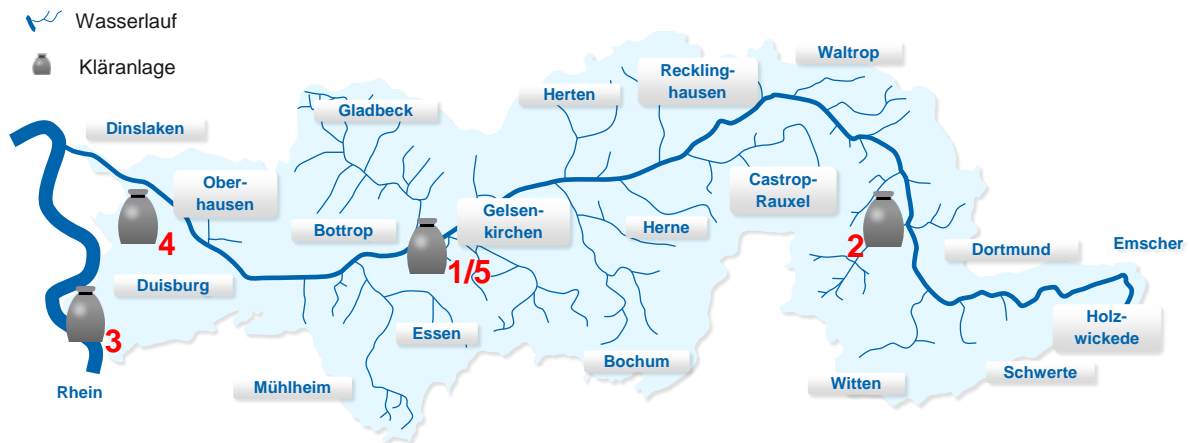 Wasserlauf
Kläranlage
Waltrop
Reckling-
hausen
Herten
Gladbeck
Dinslaken
Ober-
hausen
Castrop-
Rauxel
Gelsen-
kirchen
Herne
Bottrop
4
1/5
2
Dortmund
Emscher
Duisburg
Holz-
wickede
3
Essen
Bochum
Schwerte
Witten
Mühlheim
Rhein